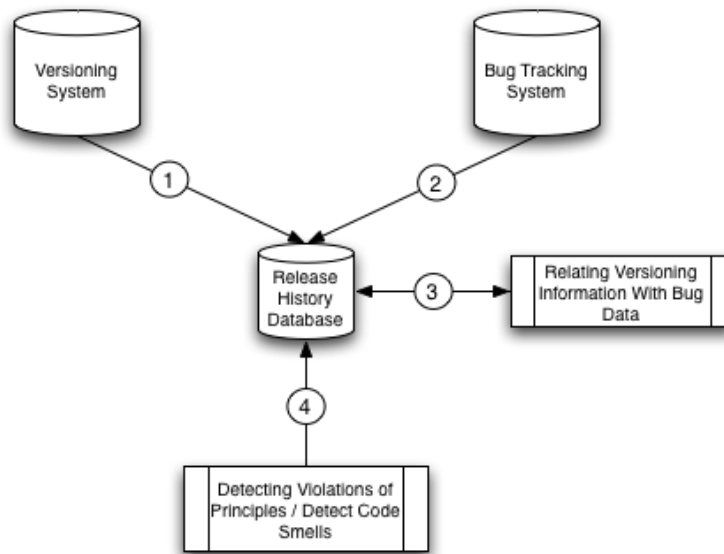 Versioning
System
Bug Tracking
System
1
2
Release
History
Database
3
Relating Versioning
Information With Bug
Data
4
Detecting Violations of
Principles / Detect Code
Smells